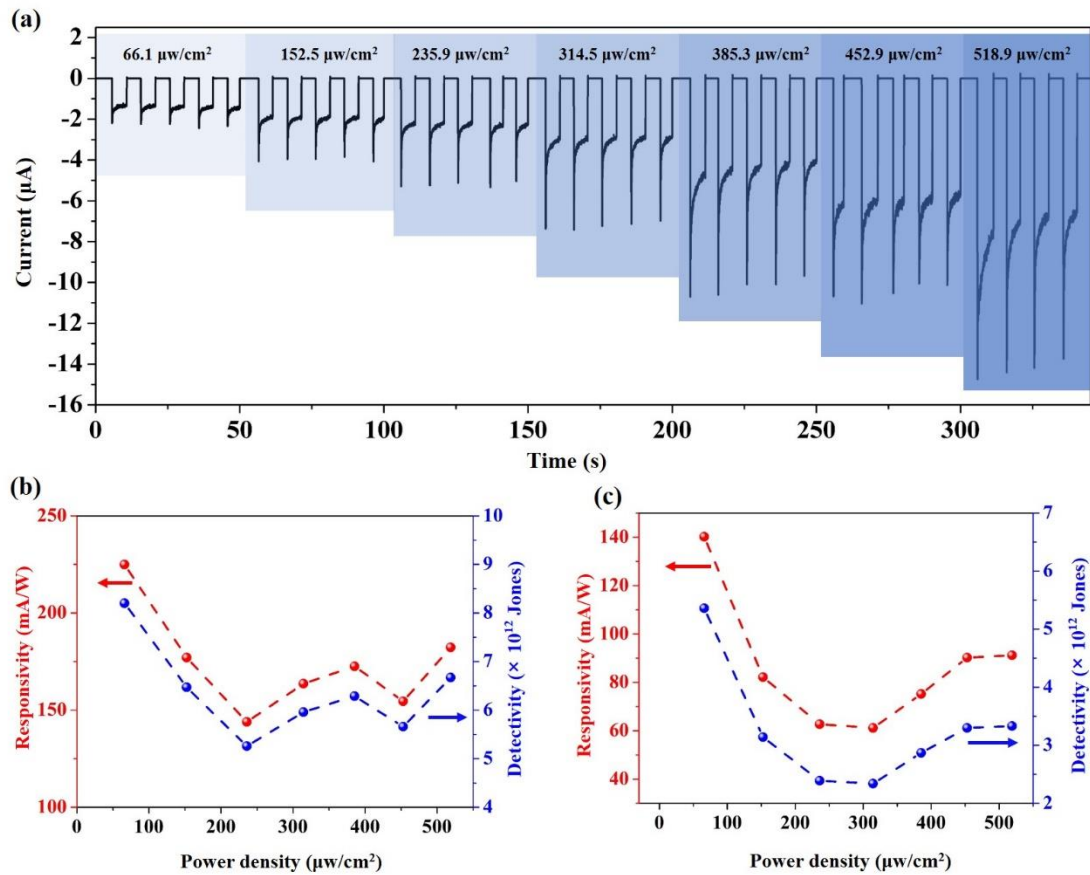 (a)
66.1 μw/cm²
152.5 μw/cm²
235.9 μw/cm²
314.5 μw/cm²
385.3 μw/cm²
452.9 μw/cm²
518.9 μw/cm²
2
0
-2
-4
-6
-8
-10
-12
-14
-16
Current (μA)
0
50
100
150
200
250
300
Time (s)
(b)
250
200
150
100
Responsivity (mA/W)
10
9
8
7
6
5
4
Detectivity (× 10¹² Jones)
0
100
200
300
400
500
Power density (μw/cm²)
(c)
140
120
100
80
60
40
Responsivity (mA/W)
7
6
5
4
3
2
Detectivity (× 10¹² Jones)
0
100
200
300
400
500
Power density (μw/cm²)